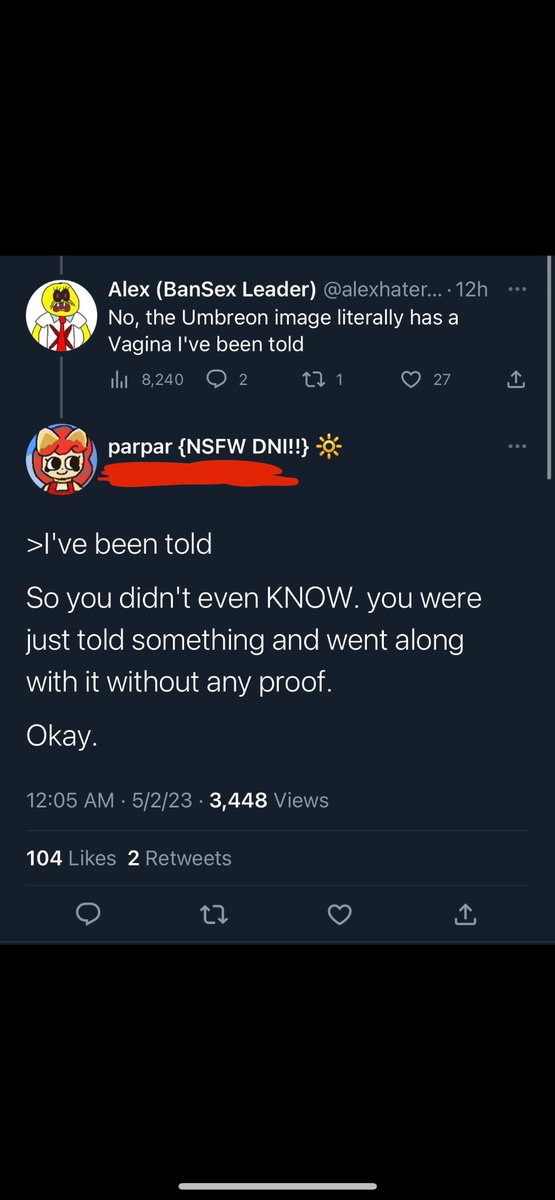 Alex (BanSex Leader) @alexhater... · 12h
No, the Umbreon image literally has a
Vagina I've been told
8,240 2 1 27
parpar {NSFW DNI!!} 🔆
>I've been told
So you didn't even KNOW. you were
just told something and went along
with it without any proof.
Okay.
12:05 AM · 5/2/23 · 3,448 Views
104 Likes 2 Retweets